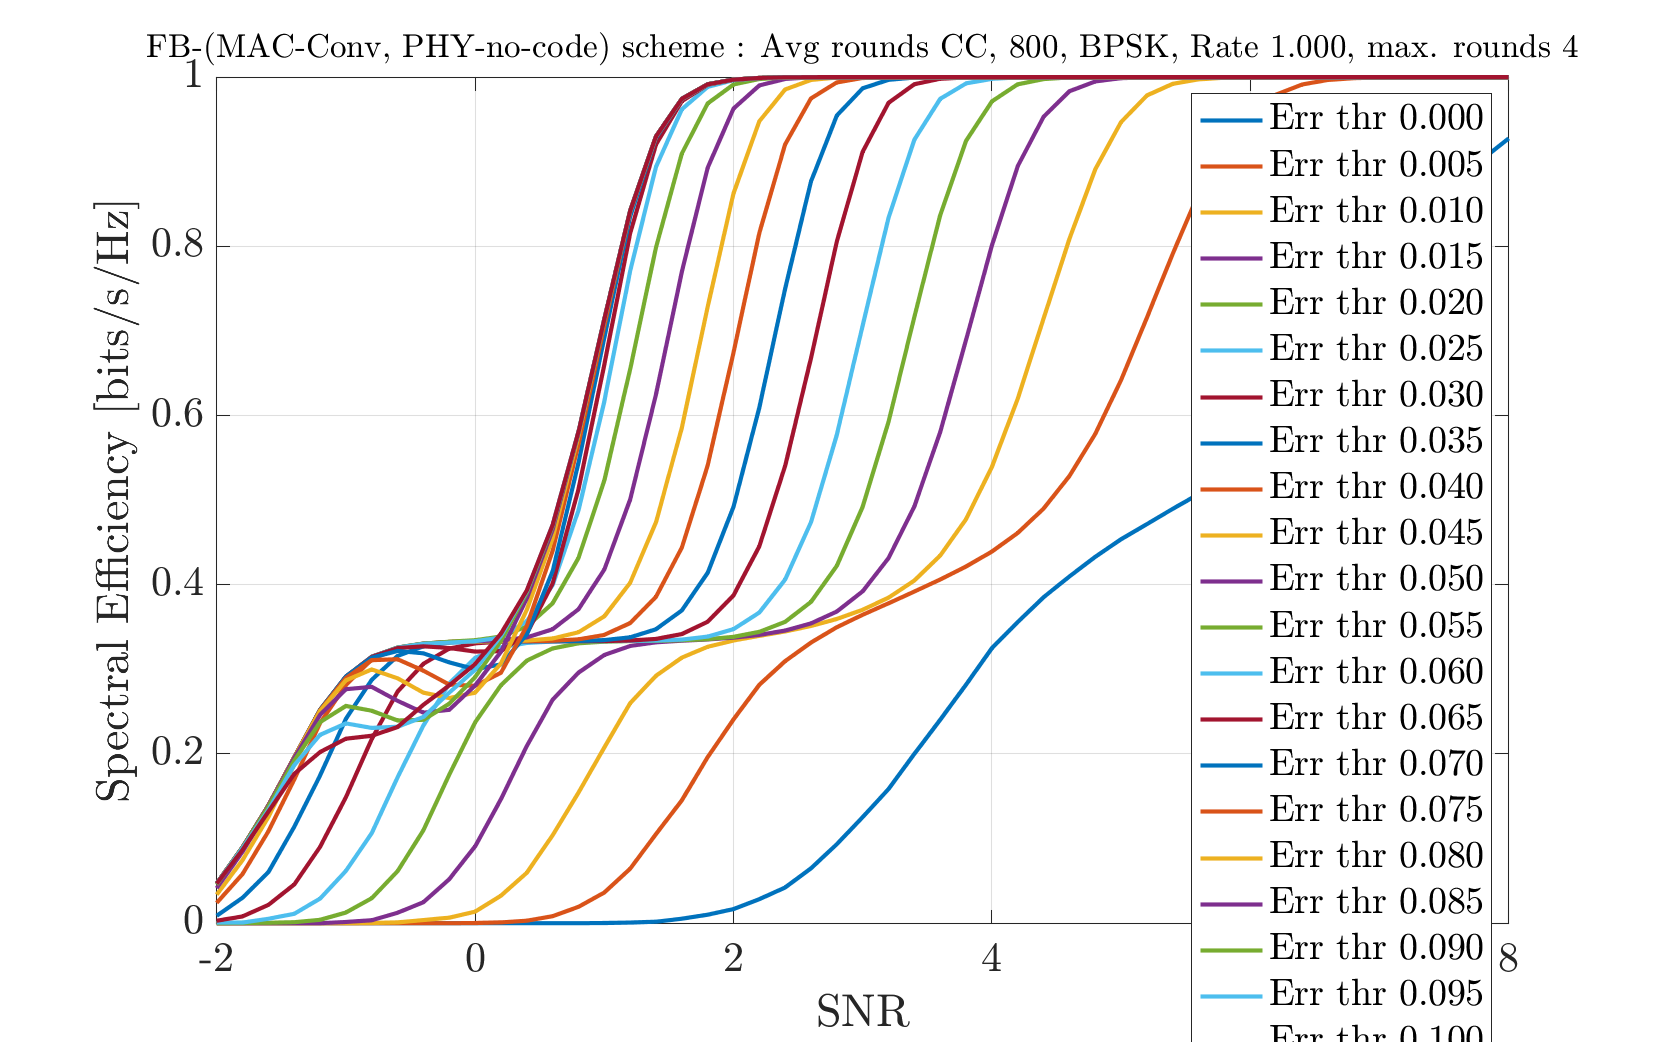 FB-(MAC-Conv, PHY-no-code) scheme : Avg rounds CC, 800, BPSK, Rate 1.000, max. rounds 4
1
0.8
0.6
0.4
0.2
0
Spectral Efficiency [bits/s/Hz]
-2 0 2 4 8
SNR
Err thr 0.000
Err thr 0.005
Err thr 0.010
Err thr 0.015
Err thr 0.020
Err thr 0.025
Err thr 0.030
Err thr 0.035
Err thr 0.040
Err thr 0.045
Err thr 0.050
Err thr 0.055
Err thr 0.060
Err thr 0.065
Err thr 0.070
Err thr 0.075
Err thr 0.080
Err thr 0.085
Err thr 0.090
Err thr 0.095
Err thr 0.100